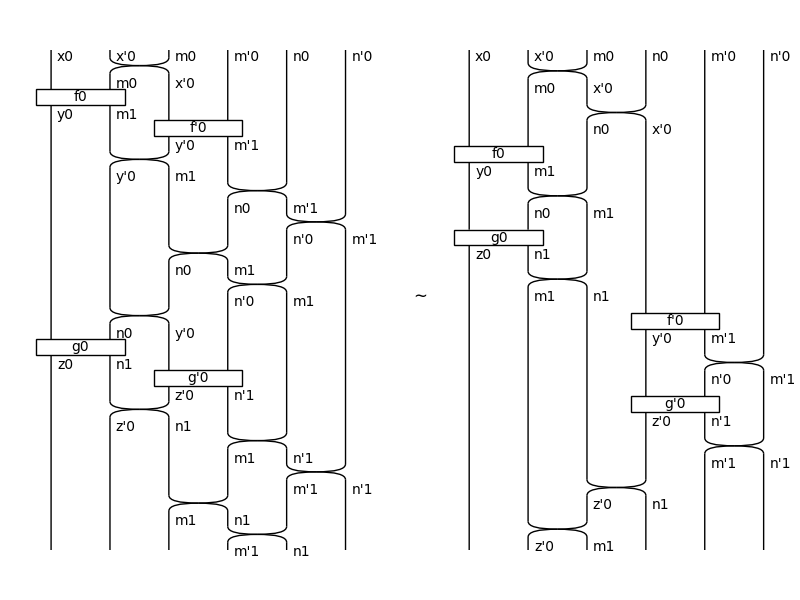 x0 x'0 m0 m'0 n0 n'0
m0 x'0
f0
y0 m1
f'0
y'0 m'1
y'0 m1
n0 m'1
n'0 m'1
n0 m1
n'0 m1
n0 y'0
g0
z0 n1
g'0
z'0 n'1
z'0 n1
m1 n'1
m'1 n'1
m1 n1
m'1 n1
~
x0 x'0 m0 n0 m'0 n'0
m0 x'0
n0 x'0
f0
y0 m1
n0 m1
g0
z0 n1
m1 n1
f'0
y'0 m'1
n'0 m'1
g'0
z'0 n'1
m'1 n'1
z'0 n1
z'0 m1